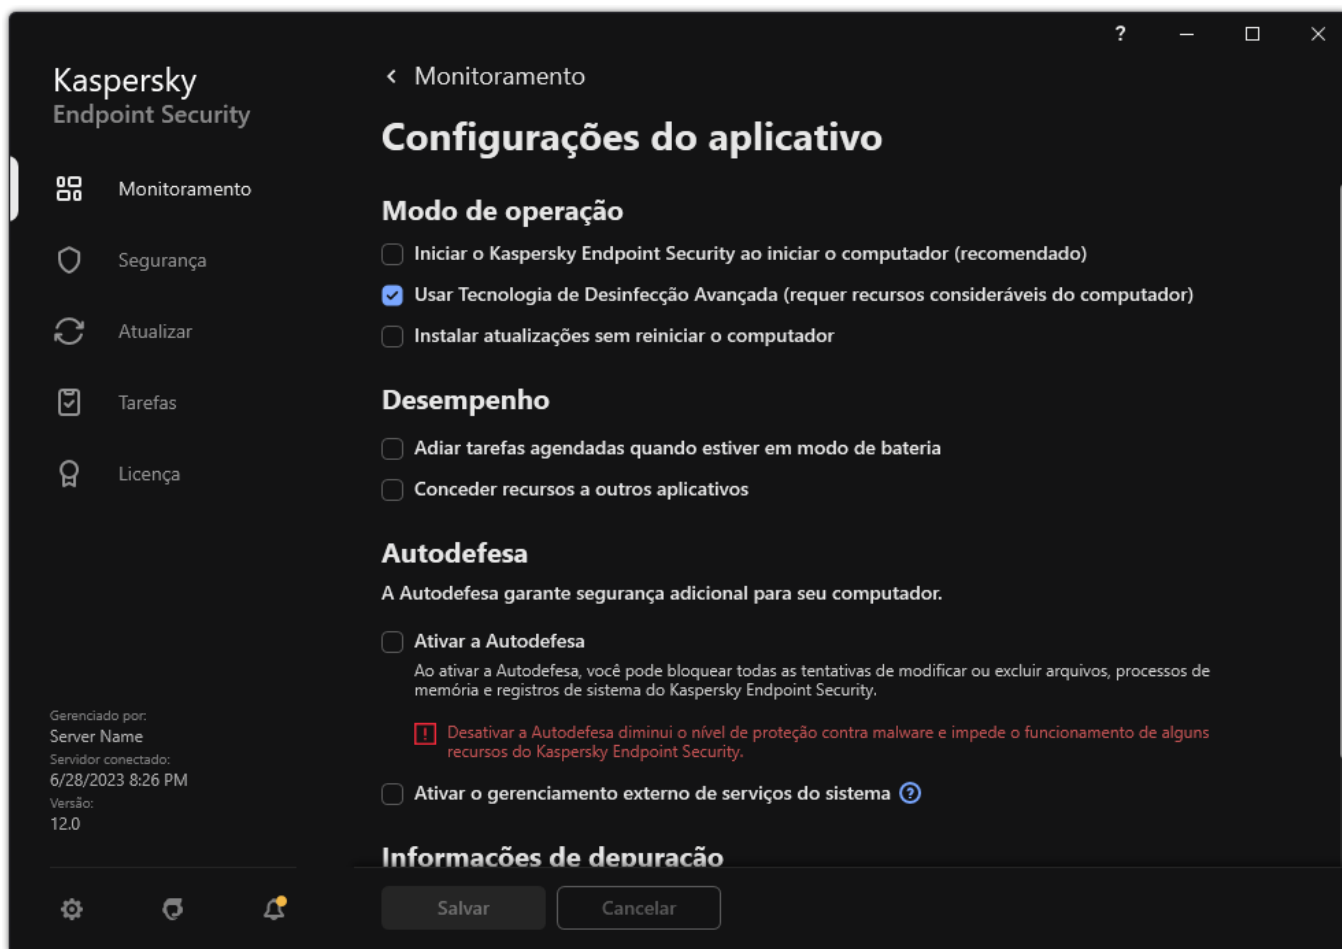 ?
Kaspersky
Endpoint Security
Monitoramento
Segurança
Atualizar
Tarefas
Licença
Gerenciado por:
Server Name
Servidor conectado:
6/28/2023 8:26 PM
Versão:
12.0
Monitoramento
Configurações do aplicativo
Modo de operação
Iniciar o Kaspersky Endpoint Security ao iniciar o computador (recomendado)
Usar Tecnologia de Desinfecção Avançada (requer recursos consideráveis do computador)
Instalar atualizações sem reiniciar o computador
Desempenho
Adiar tarefas agendadas quando estiver em modo de bateria
Conceder recursos a outros aplicativos
Autodefesa
A Autodefesa garante segurança adicional para seu computador.
Ativar a Autodefesa
Ao ativar a Autodefesa, você pode bloquear todas as tentativas de modificar ou excluir arquivos, processos de
memória e registros de sistema do Kaspersky Endpoint Security.
Desativar a Autodefesa diminui o nível de proteção contra malware e impede o funcionamento de alguns
recursos do Kaspersky Endpoint Security.
Ativar o gerenciamento externo de serviços do sistema ?
Informações de depuração
Salvar
Cancelar